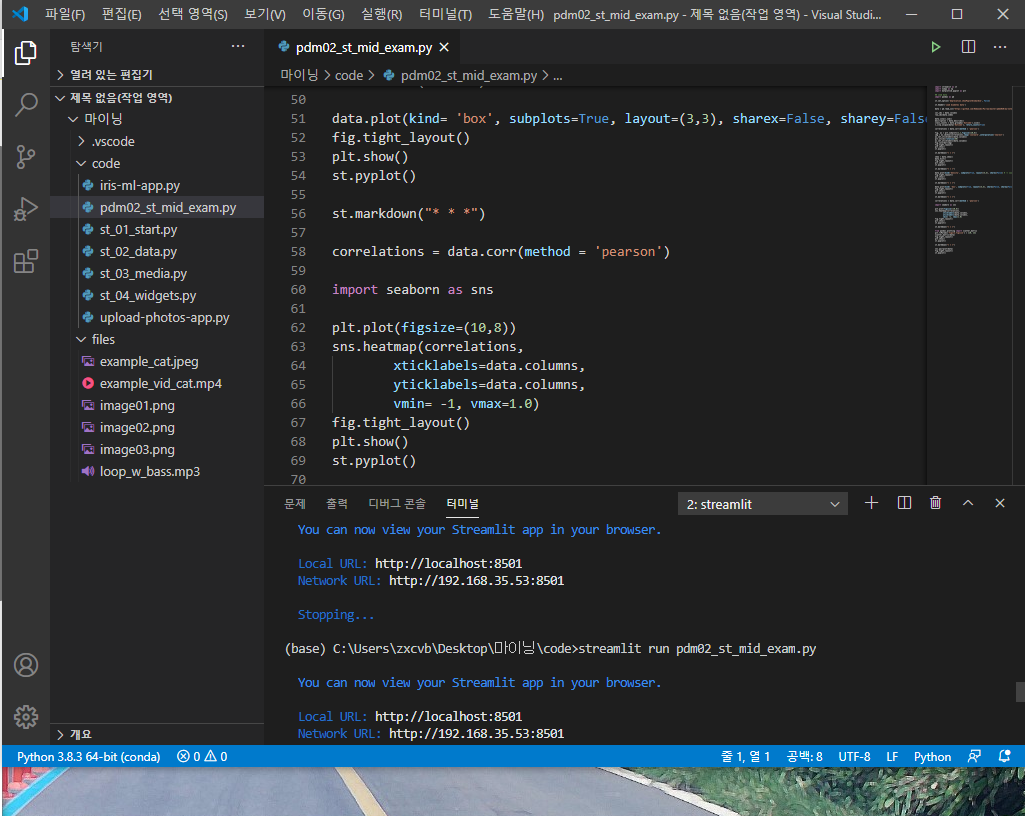 파일(F) 편집(E) 선택 영역(S) 보기(V) 이동(G) 실행(R) 터미널(T) 도움말(H) pdm02_st_mid_exam.py - 제목 없음(작업 영역) - Visual Studi...
탐색기
열려 있는 편집기
제목 없음(작업 영역)
마이닝
.vscode
code
iris-ml-app.py
pdm02_st_mid_exam.py
st_01_start.py
st_02_data.py
st_03_media.py
st_04_widgets.py
upload-photos-app.py
files
example_cat.jpeg
example_vid_cat.mp4
image01.png
image02.png
image03.png
loop_w_bass.mp3
개요
pdm02_st_mid_exam.py
마이닝 > code > pdm02_st_mid_exam.py > ...
50
51 data.plot(kind= 'box', subplots=True, layout=(3,3), sharex=False, sharey=Fals
52 fig.tight_layout()
53 plt.show()
54 st.pyplot()
55
56 st.markdown("* * *")
57
58 correlations = data.corr(method = 'pearson')
59
60 import seaborn as sns
61
62 plt.plot(figsize=(10,8))
63 sns.heatmap(correlations,
64 xticklabels=data.columns,
65 yticklabels=data.columns,
66 vmin= -1, vmax=1.0)
67 fig.tight_layout()
68 plt.show()
69 st.pyplot()
70
문제 출력 디버그 콘솔 터미널 2: streamlit
You can now view your Streamlit app in your browser.
Local URL: http://localhost:8501
Network URL: http://192.168.35.53:8501
Stopping...
(base) C:\Users\zxcvb\Desktop\마이닝\code>streamlit run pdm02_st_mid_exam.py
You can now view your Streamlit app in your browser.
Local URL: http://localhost:8501
Network URL: http://192.168.35.53:8501
Python 3.8.3 64-bit (conda) 0 0 줄 1, 열 1 공백: 8 UTF-8 LF Python